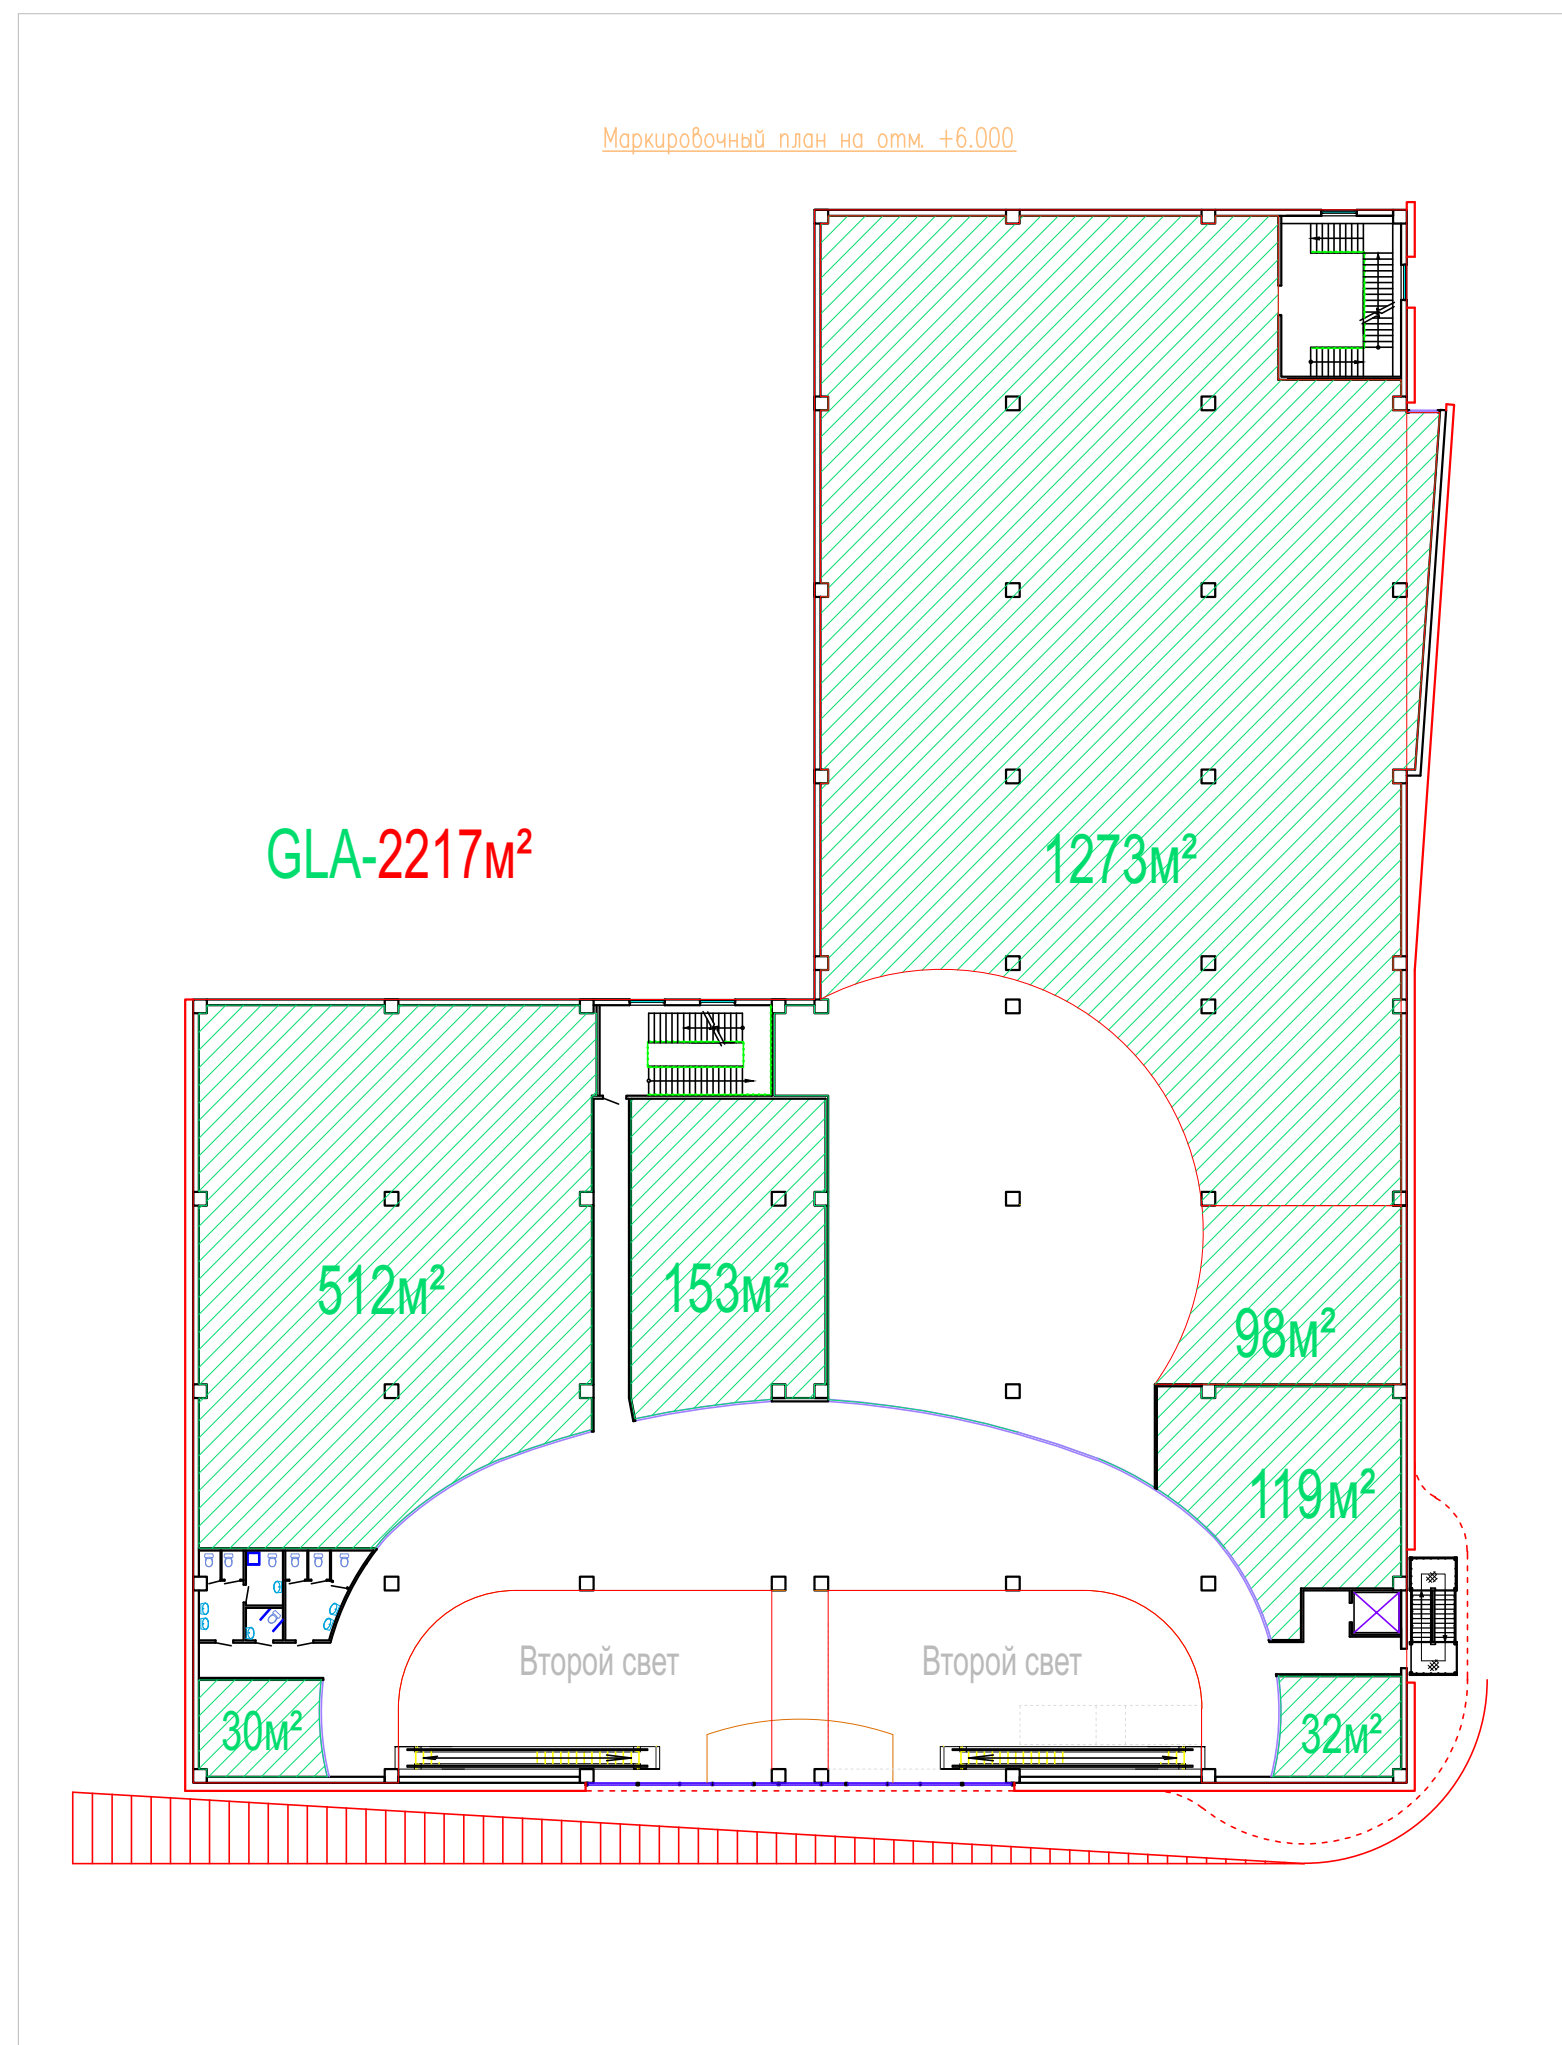 Маркировочный план на отм. +6.000
1273м²
GLA-2217м²
512м²
153м²
98м²
119м²
Второй свет
Второй свет
30м²
32м²